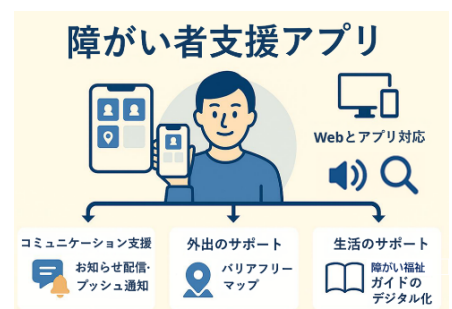 障がい者支援アプリ
Webとアプリ対応
コミュニケーション支援
お知らせ配信・
プッシュ通知
外出のサポート
バリアフリー
マップ
生活のサポート
障がい福祉
ガイドの
デジタル化